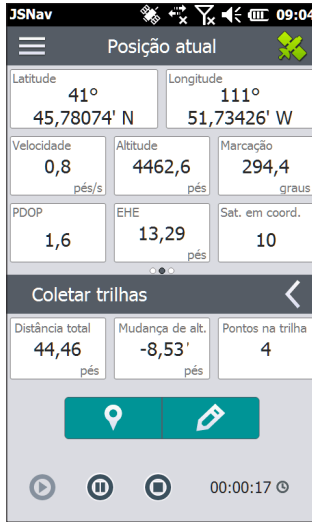 JSNav 09:04
Posição atual
Latitude Longitude
41° 111°
45,78074' N 51,73426' W
Velocidade Altitude Marcação
0,8 4462,6 294,4
pés/s pés graus
PDOP EHE Sat. em coord.
1,6 13,29 10
pés
Coletar trilhas
Distância total Mudança de alt. Pontos na trilha
44,46 -8,53' 4
pés pés
00:00:17